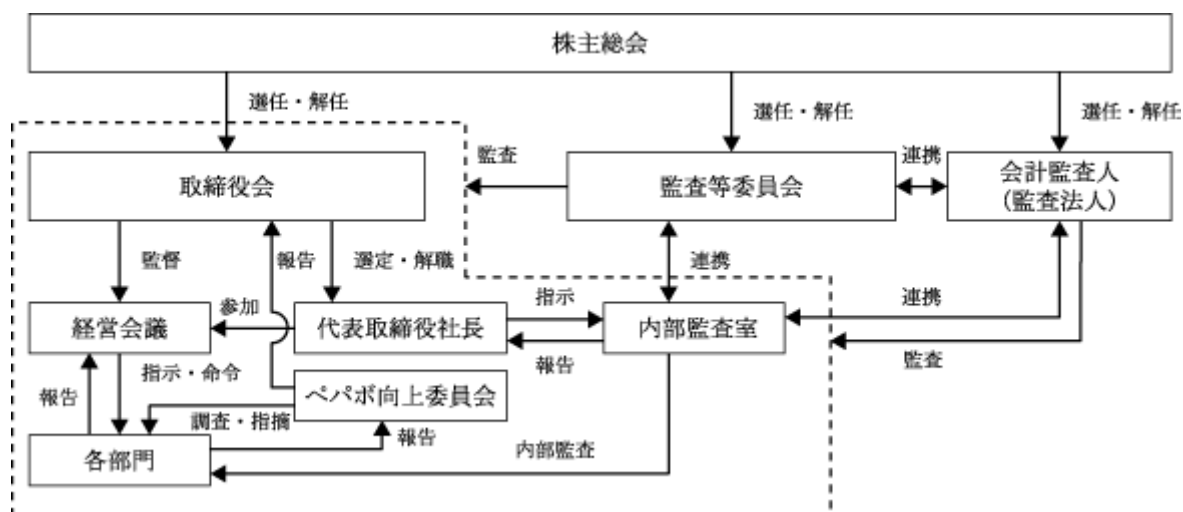 株主総会
選任・解任
選任・解任
選任・解任
取締役会
監査
監査等委員会
連携
会計監査人
(監査法人)
監督
報告
選定・解職
連携
経営会議
参加
代表取締役社長
指示
報告
内部監査室
連携
監査
報告
指示・命令
ペパボ向上委員会
調査・指摘
報告
各部門
内部監査